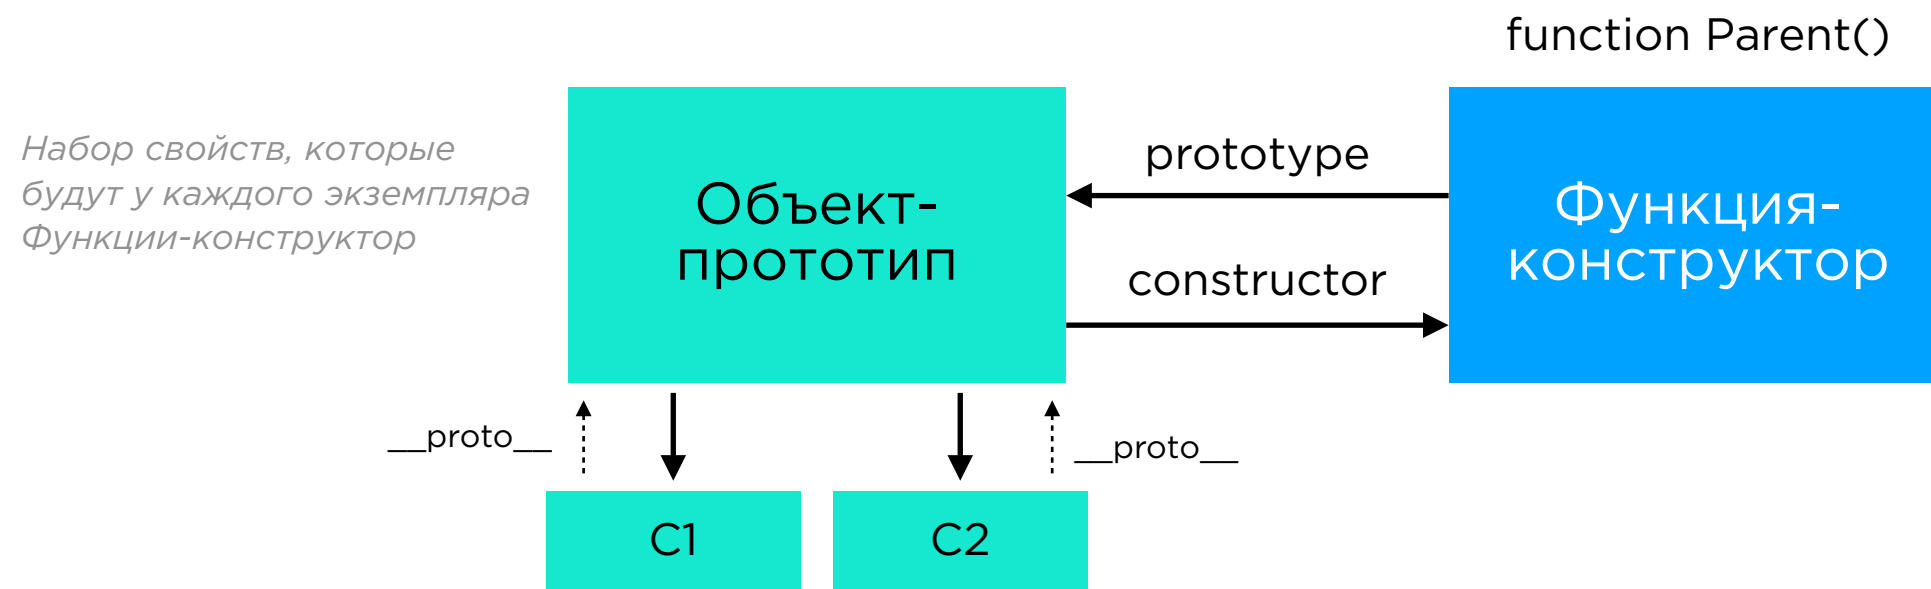 function Parent()
Набор свойств, которые
будут у каждого экземпляра
Функции-конструктор
Объект-
прототип
prototype
constructor
Функция-
конструктор
__proto__
__proto__
C1
C2